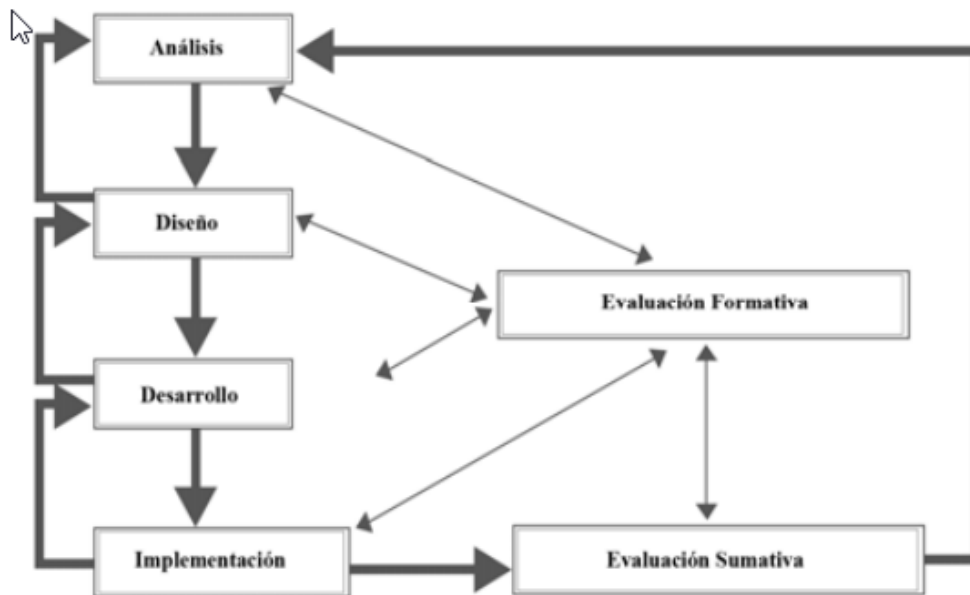 Análisis
Diseño
Evaluación Formativa
Desarrollo
Implementación
Evaluación Sumativa